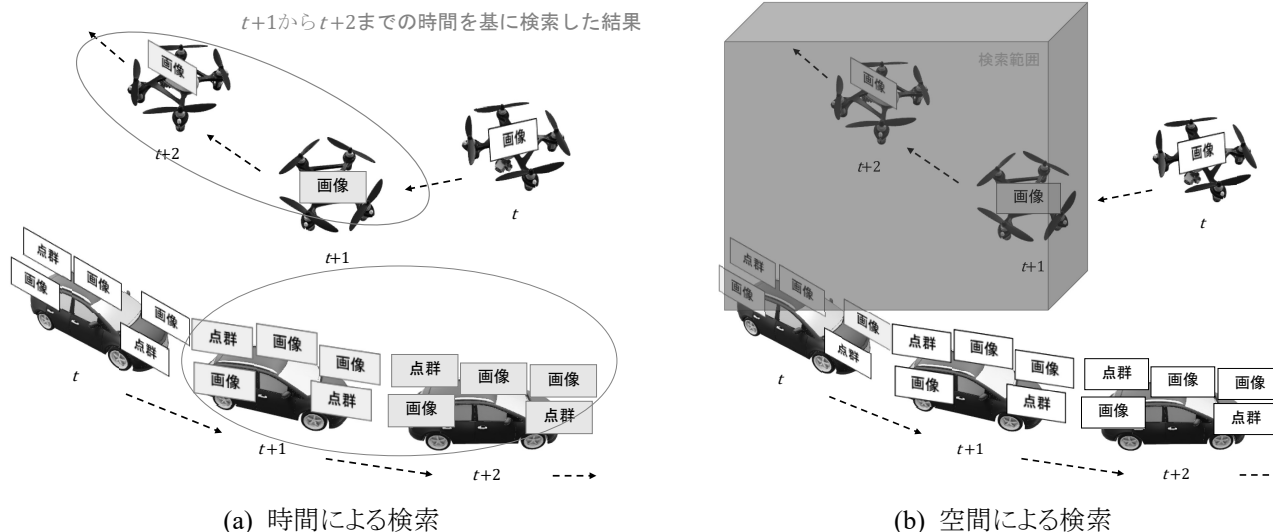 t+1からt+2までの時間を基に検索した結果
画像
t+2
画像
t+1
画像
t
点群
画像
画像
画像
点群
t
点群
画像
画像
画像
点群
t+1
点群
画像
画像
画像
点群
t+2
(a) 時間による検索
検索範囲
画像
t+2
画像
t+1
画像
t
点群
画像
画像
画像
点群
t
点群
画像
画像
画像
点群
t+1
点群
画像
画像
画像
点群
t+2
(b) 空間による検索